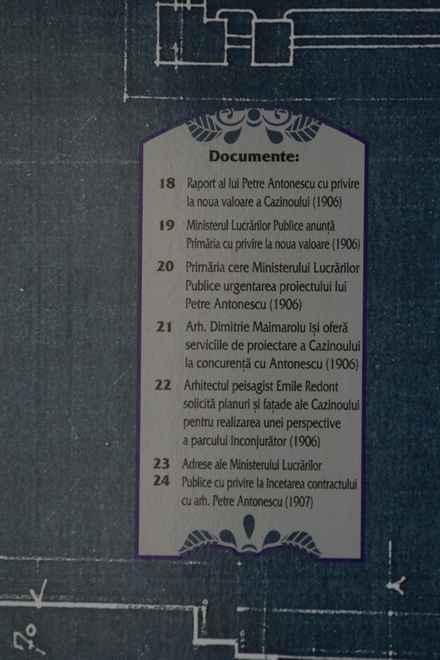 Documente:
18 Raport al lui Petre Antonescu cu privire
la noua valoare a Cazinoului (1906)
19 Ministerul Lucrărilor Publice anunță
Primăria cu privire la noua valoare (1906)
20 Primăria cere Ministerului Lucrărilor
Publice urgentarea proiectului lui
Petre Antonescu (1906)
21 Arh. Dimitrie Maimarolu își oferă
serviciile de proiectare a Cazinoului
la concurență cu Antonescu (1906)
22 Arhitectul peisagist Emile Redont
solicită planuri și fațade ale Cazinoului
pentru realizarea unei perspective
a parcului înconjurător (1906)
23 Adrese ale Ministerului Lucrărilor
24 Publice cu privire la încetarea contractului
cu arh. Petre Antonescu (1907)